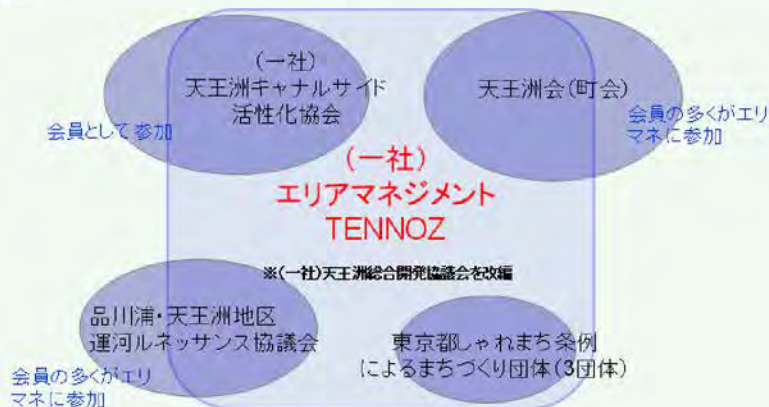 (一社)
天王洲キャナルサイド
活性化協会
会員として参加
天王洲会(町会)
会員の多くがエリ
マネに参加
(一社)
エリアマネジメント
TENNOZ
※(一社)天王洲総合開発協議会を改編
品川浦・天王洲地区
運河ルネッサンス協議会
会員の多くがエリ
マネに参加
東京都しゃれまち条例
によるまちづくり団体(3団体)